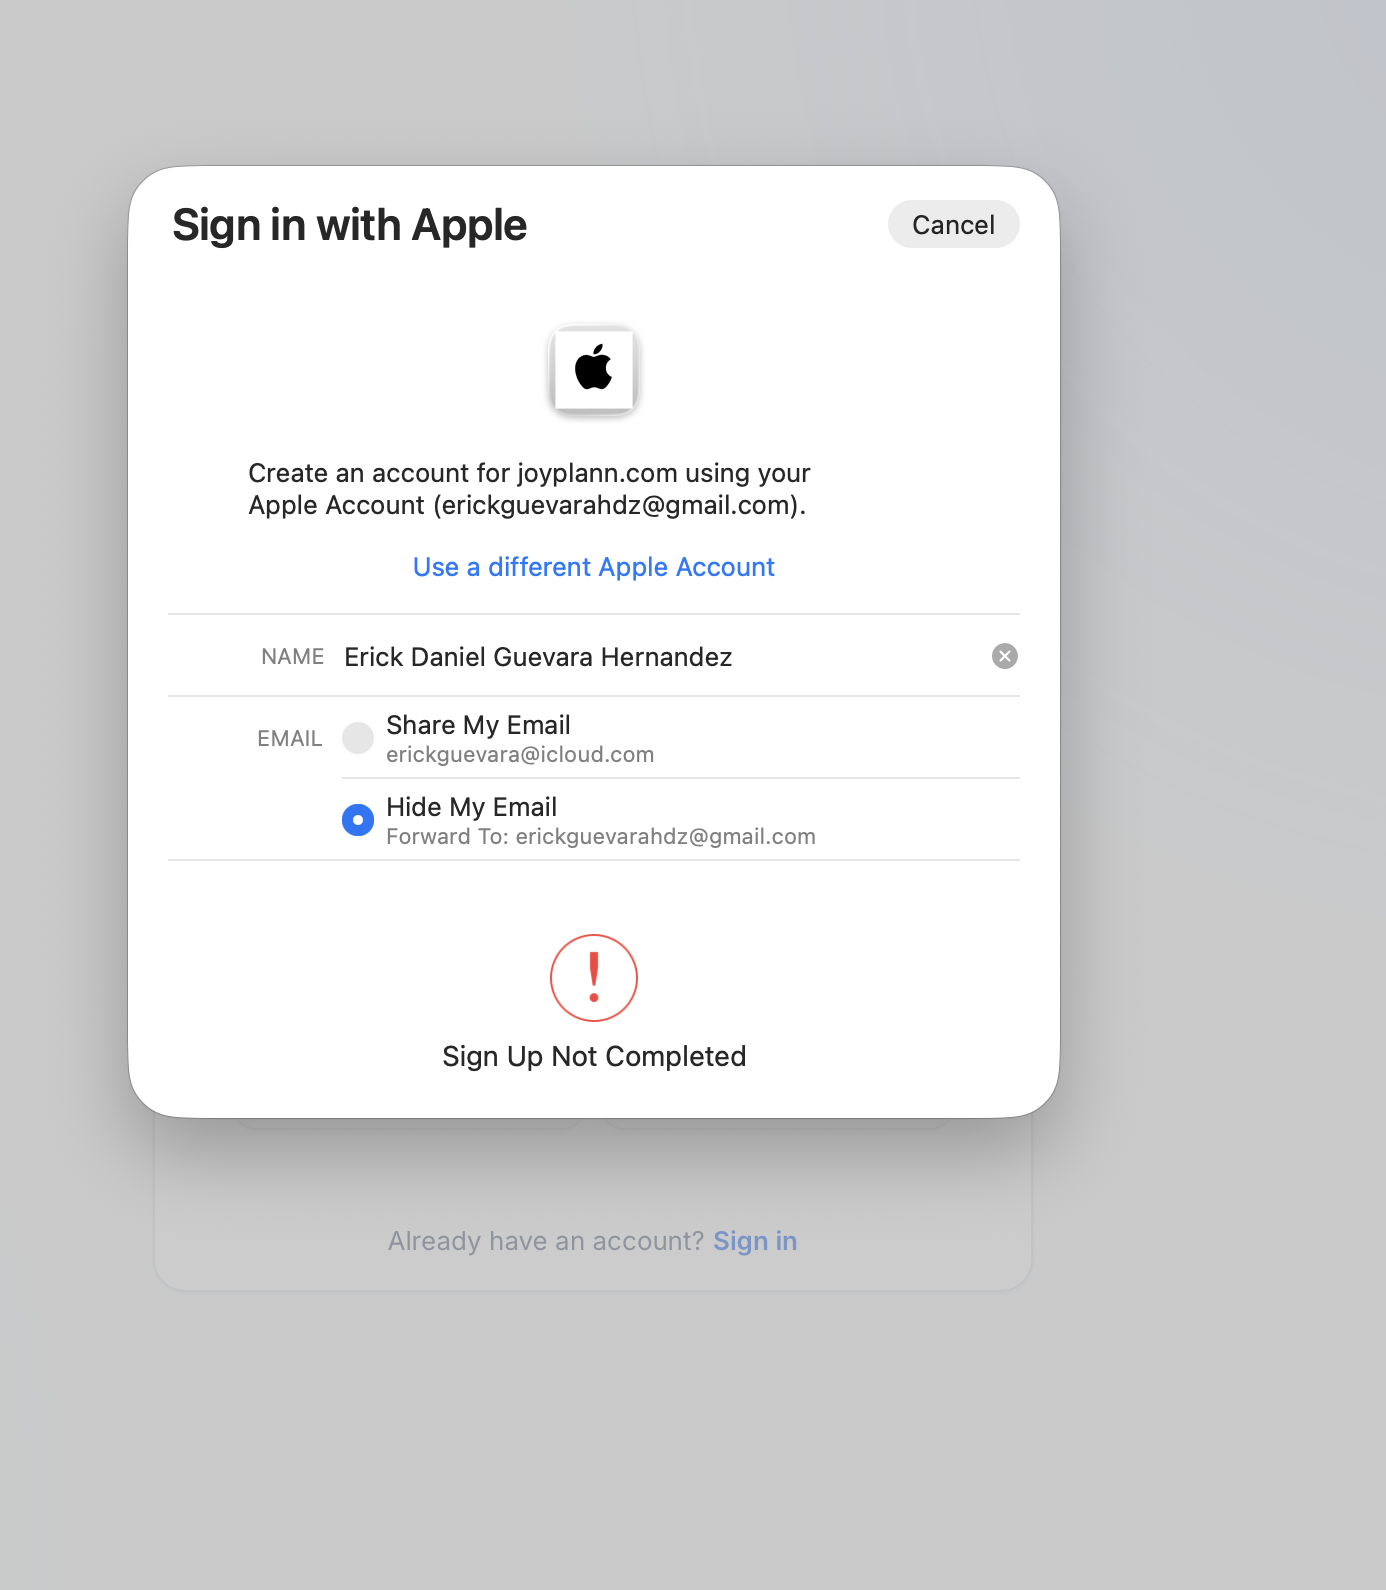 Sign in with Apple
Cancel
Create an account for joyplann.com using your
Apple Account (erickguevarahdz@gmail.com).
Use a different Apple Account
NAME Erick Daniel Guevara Hernandez
EMAIL Share My Email
erickguevara@icloud.com
Hide My Email
Forward To: erickguevarahdz@gmail.com
!
Sign Up Not Completed
Already have an account? Sign in